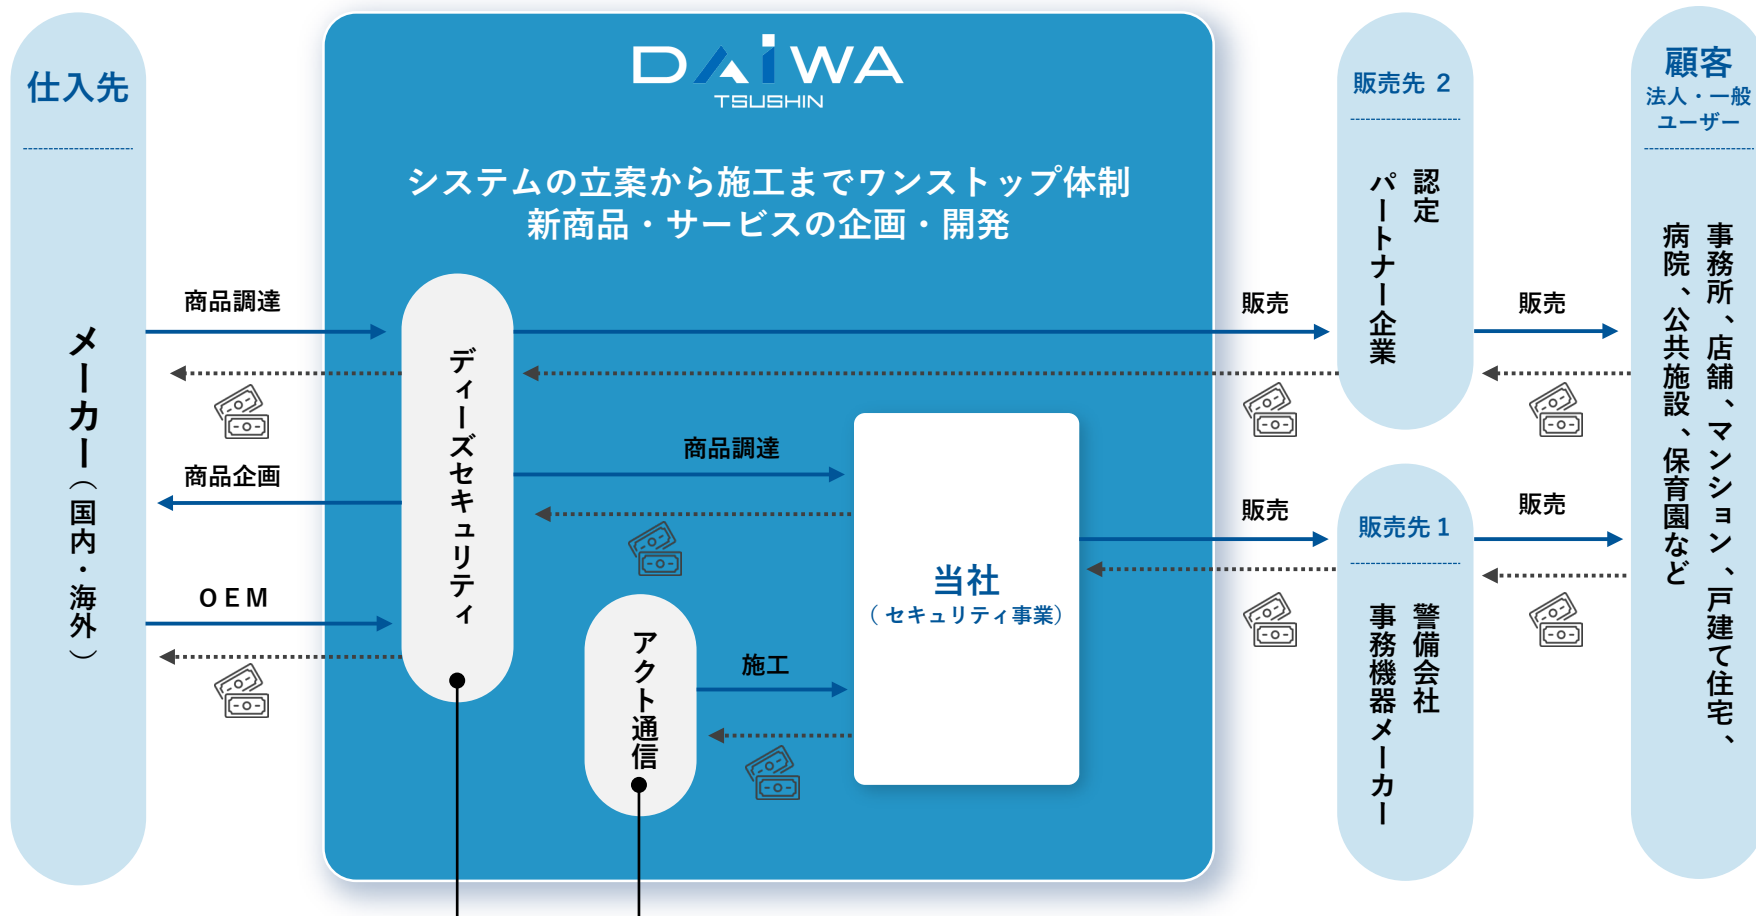 仕入先
メーカー（国内・海外）
商品調達
商品企画
ＯＥＭ
DAiWA
TSUSHIN
システムの立案から施工までワンストップ体制
新商品・サービスの企画・開発
ディーズセキュリティ
商品調達
アクト通信
施工
当社
（セキュリティ事業）
販売
販売
販売先 2
認定
パートナー企業
販売先 1
警備会社
事務機器メーカー
販売
販売
顧客
法人・一般
ユーザー
事務所、店舗、マンション、戸建て住宅、
病院、公共施設、保育園など